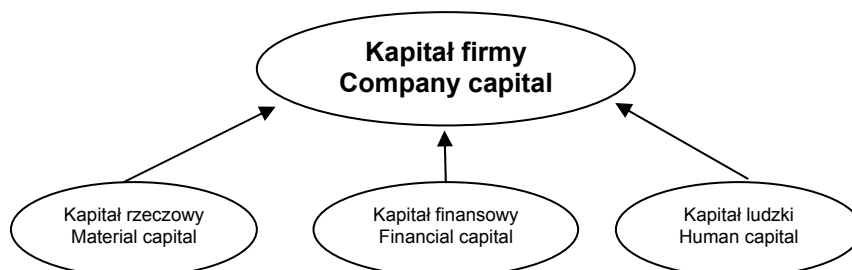 Kapitał firmy
Company capital
Kapitał rzeczowy
Material capital
Kapitał finansowy
Financial capital
Kapitał ludzki
Human capital